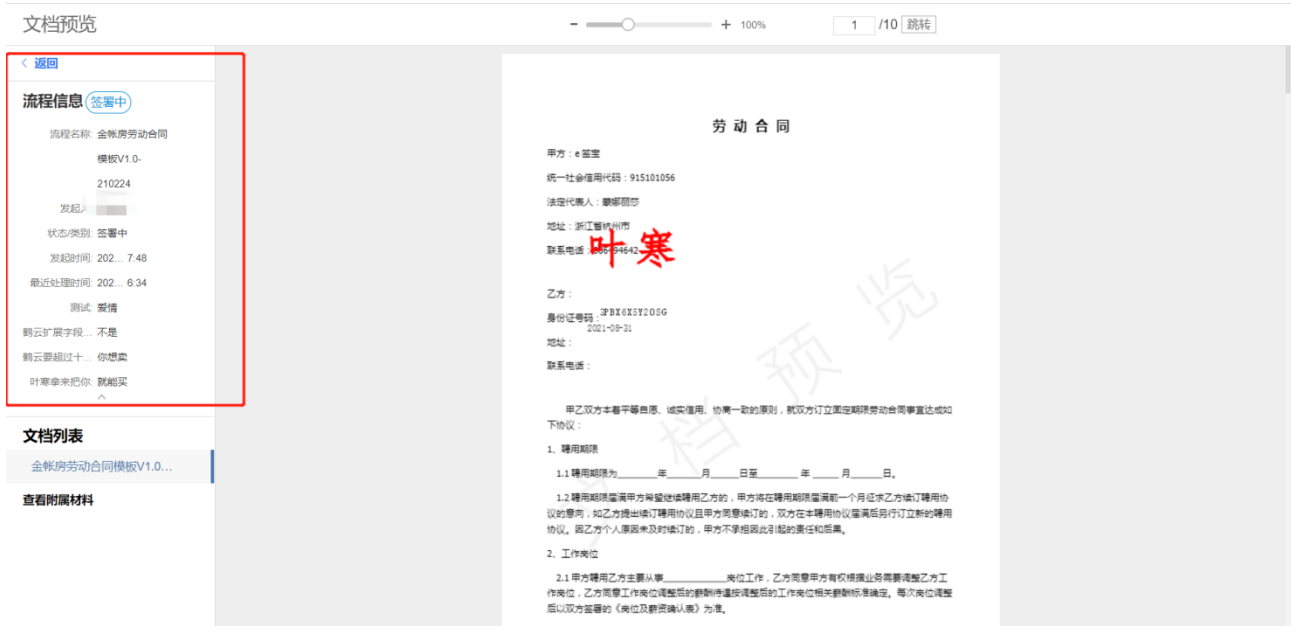 文档预览
- + 100% 1 /10 跳转
< 返回
流程信息 签署中
流程名称: 金帐房劳动合同
模板V1.0-
210224
发起人
状态/类别: 签署中
发起时间: 202... 7:48
最近处理时间: 202... 6:34
测试: 爱情
鹤云扩展字段... 不是
鹤云要超过十... 你想卖
叶寒拿来把你: 就能买
文档列表
金帐房劳动合同模板V1.0...
查看附属材料
劳动合同
甲方:e签宝
统一社会信用代码:915101056
法定代表人:蒙娜丽莎
地址:浙江省杭州市
联系电话:
叶寒
乙方:
身份证号码:
2021-08-31
地址:
联系电话:
甲乙双方本着平等自愿、诚实信用、协商一致的原则,就双方订立固定期限劳动合同事宜达成如
下协议:
1、聘用期限
1.1 聘用期限为______年______月______日至______年______月______日。
1.2 聘用期限届满甲方希望继续聘用乙方的,甲方将在聘用期限届满前一个月征求乙方续订聘用协
议的意向,如乙方提出续订聘用协议且甲方同意续订的,双方在本聘用协议届满后另行订立新的聘用
协议。因乙方个人原因未及时续订的,甲方不承担因此引起的责任和后果。
2、工作岗位
2.1 甲方聘用乙方主要从事__________岗位工作,乙方同意甲方有权根据业务需要调整乙方工
作岗位,乙方同意工作岗位调整后的薪酬待遇按调整后的工作岗位相关薪酬标准确定。每次岗位调整
后以双方签署的《岗位及薪资确认表》为准。
文档预览